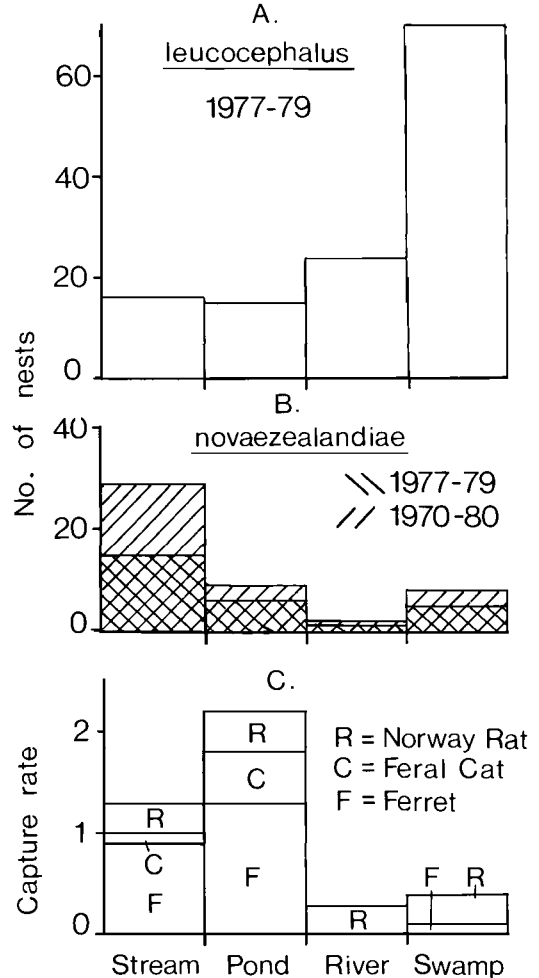 A.
leucocephalus
1977-79
60
40
20
0
No. of nests
B.
novaezealandiae
40
20
0
1977-79
1970-80
C.
Capture rate
2
1
0
R = Norway Rat
C = Feral Cat
F = Ferret
R
C
F
R
C
F
R
F R
Stream Pond River Swamp